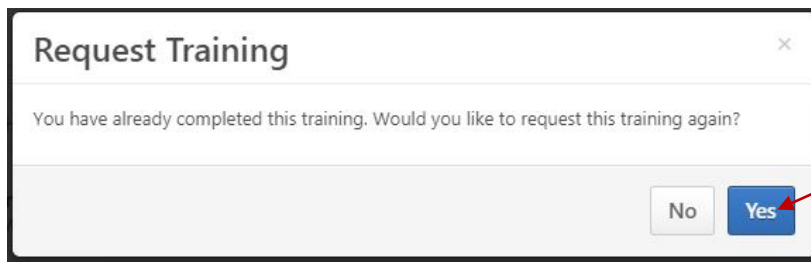 Request Training
You have already completed this training. Would you like to request this training again?
No
Yes